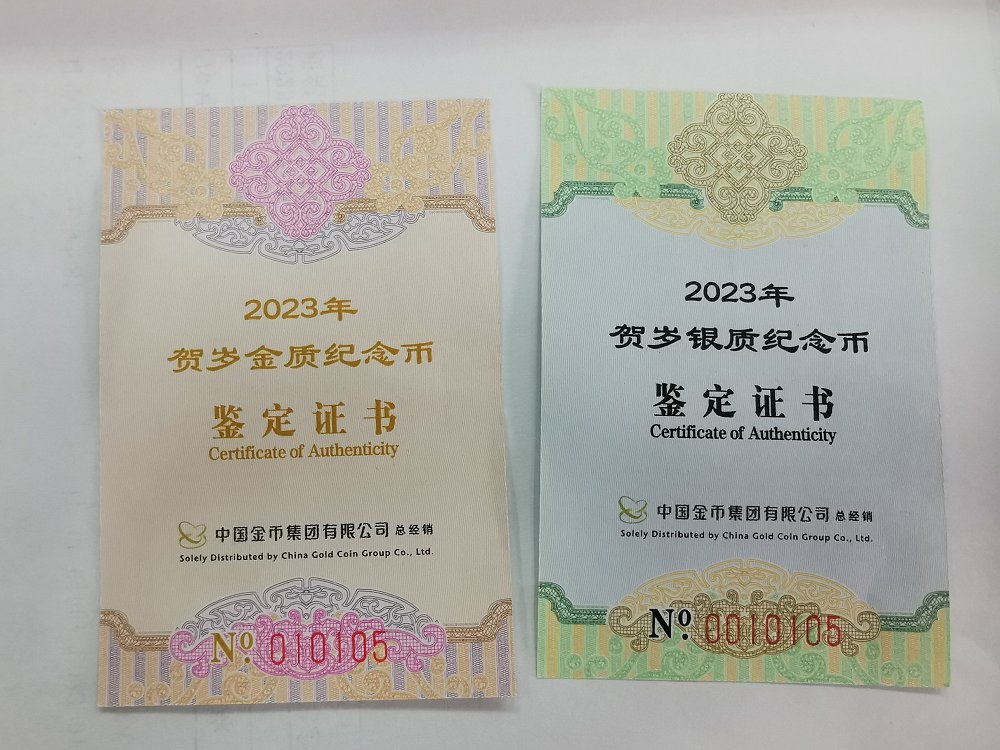 2023年
贺岁金质纪念币
鉴定证书
Certificate of Authenticity
中国金币集团有限公司 总经销
Solely Distributed by China Gold Coin Group Co., Ltd.
Nº. 010105
2023年
贺岁银质纪念币
鉴定证书
Certificate of Authenticity
中国金币集团有限公司 总经销
Solely Distributed by China Gold Coin Group Co., Ltd.
Nº. 0010105